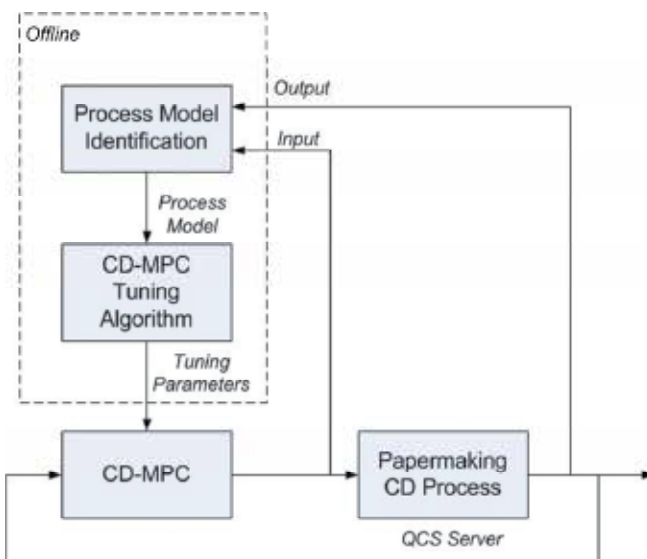 Offline
Output
Process Model
Identification
Input
Process
Model
CD-MPC
Tuning
Algorithm
Tuning
Parameters
CD-MPC
Papermaking
CD Process
QCS Server